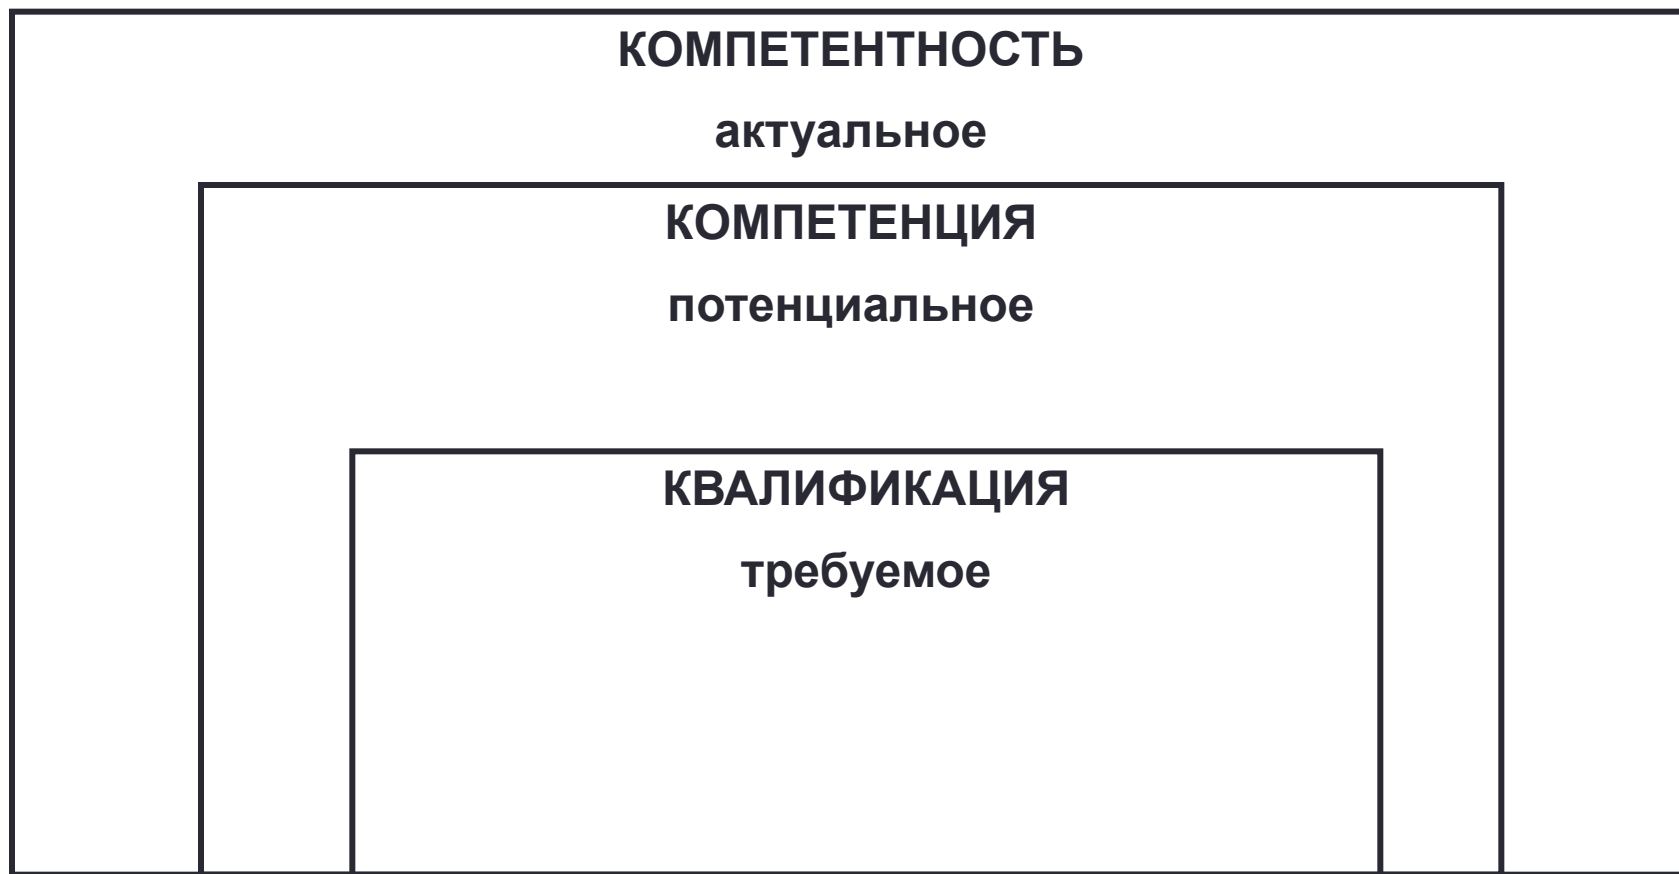 КОМПЕТЕНТНОСТЬ
актуальное
КОМПЕТЕНЦИЯ
потенциальное
КВАЛИФИКАЦИЯ
требуемое